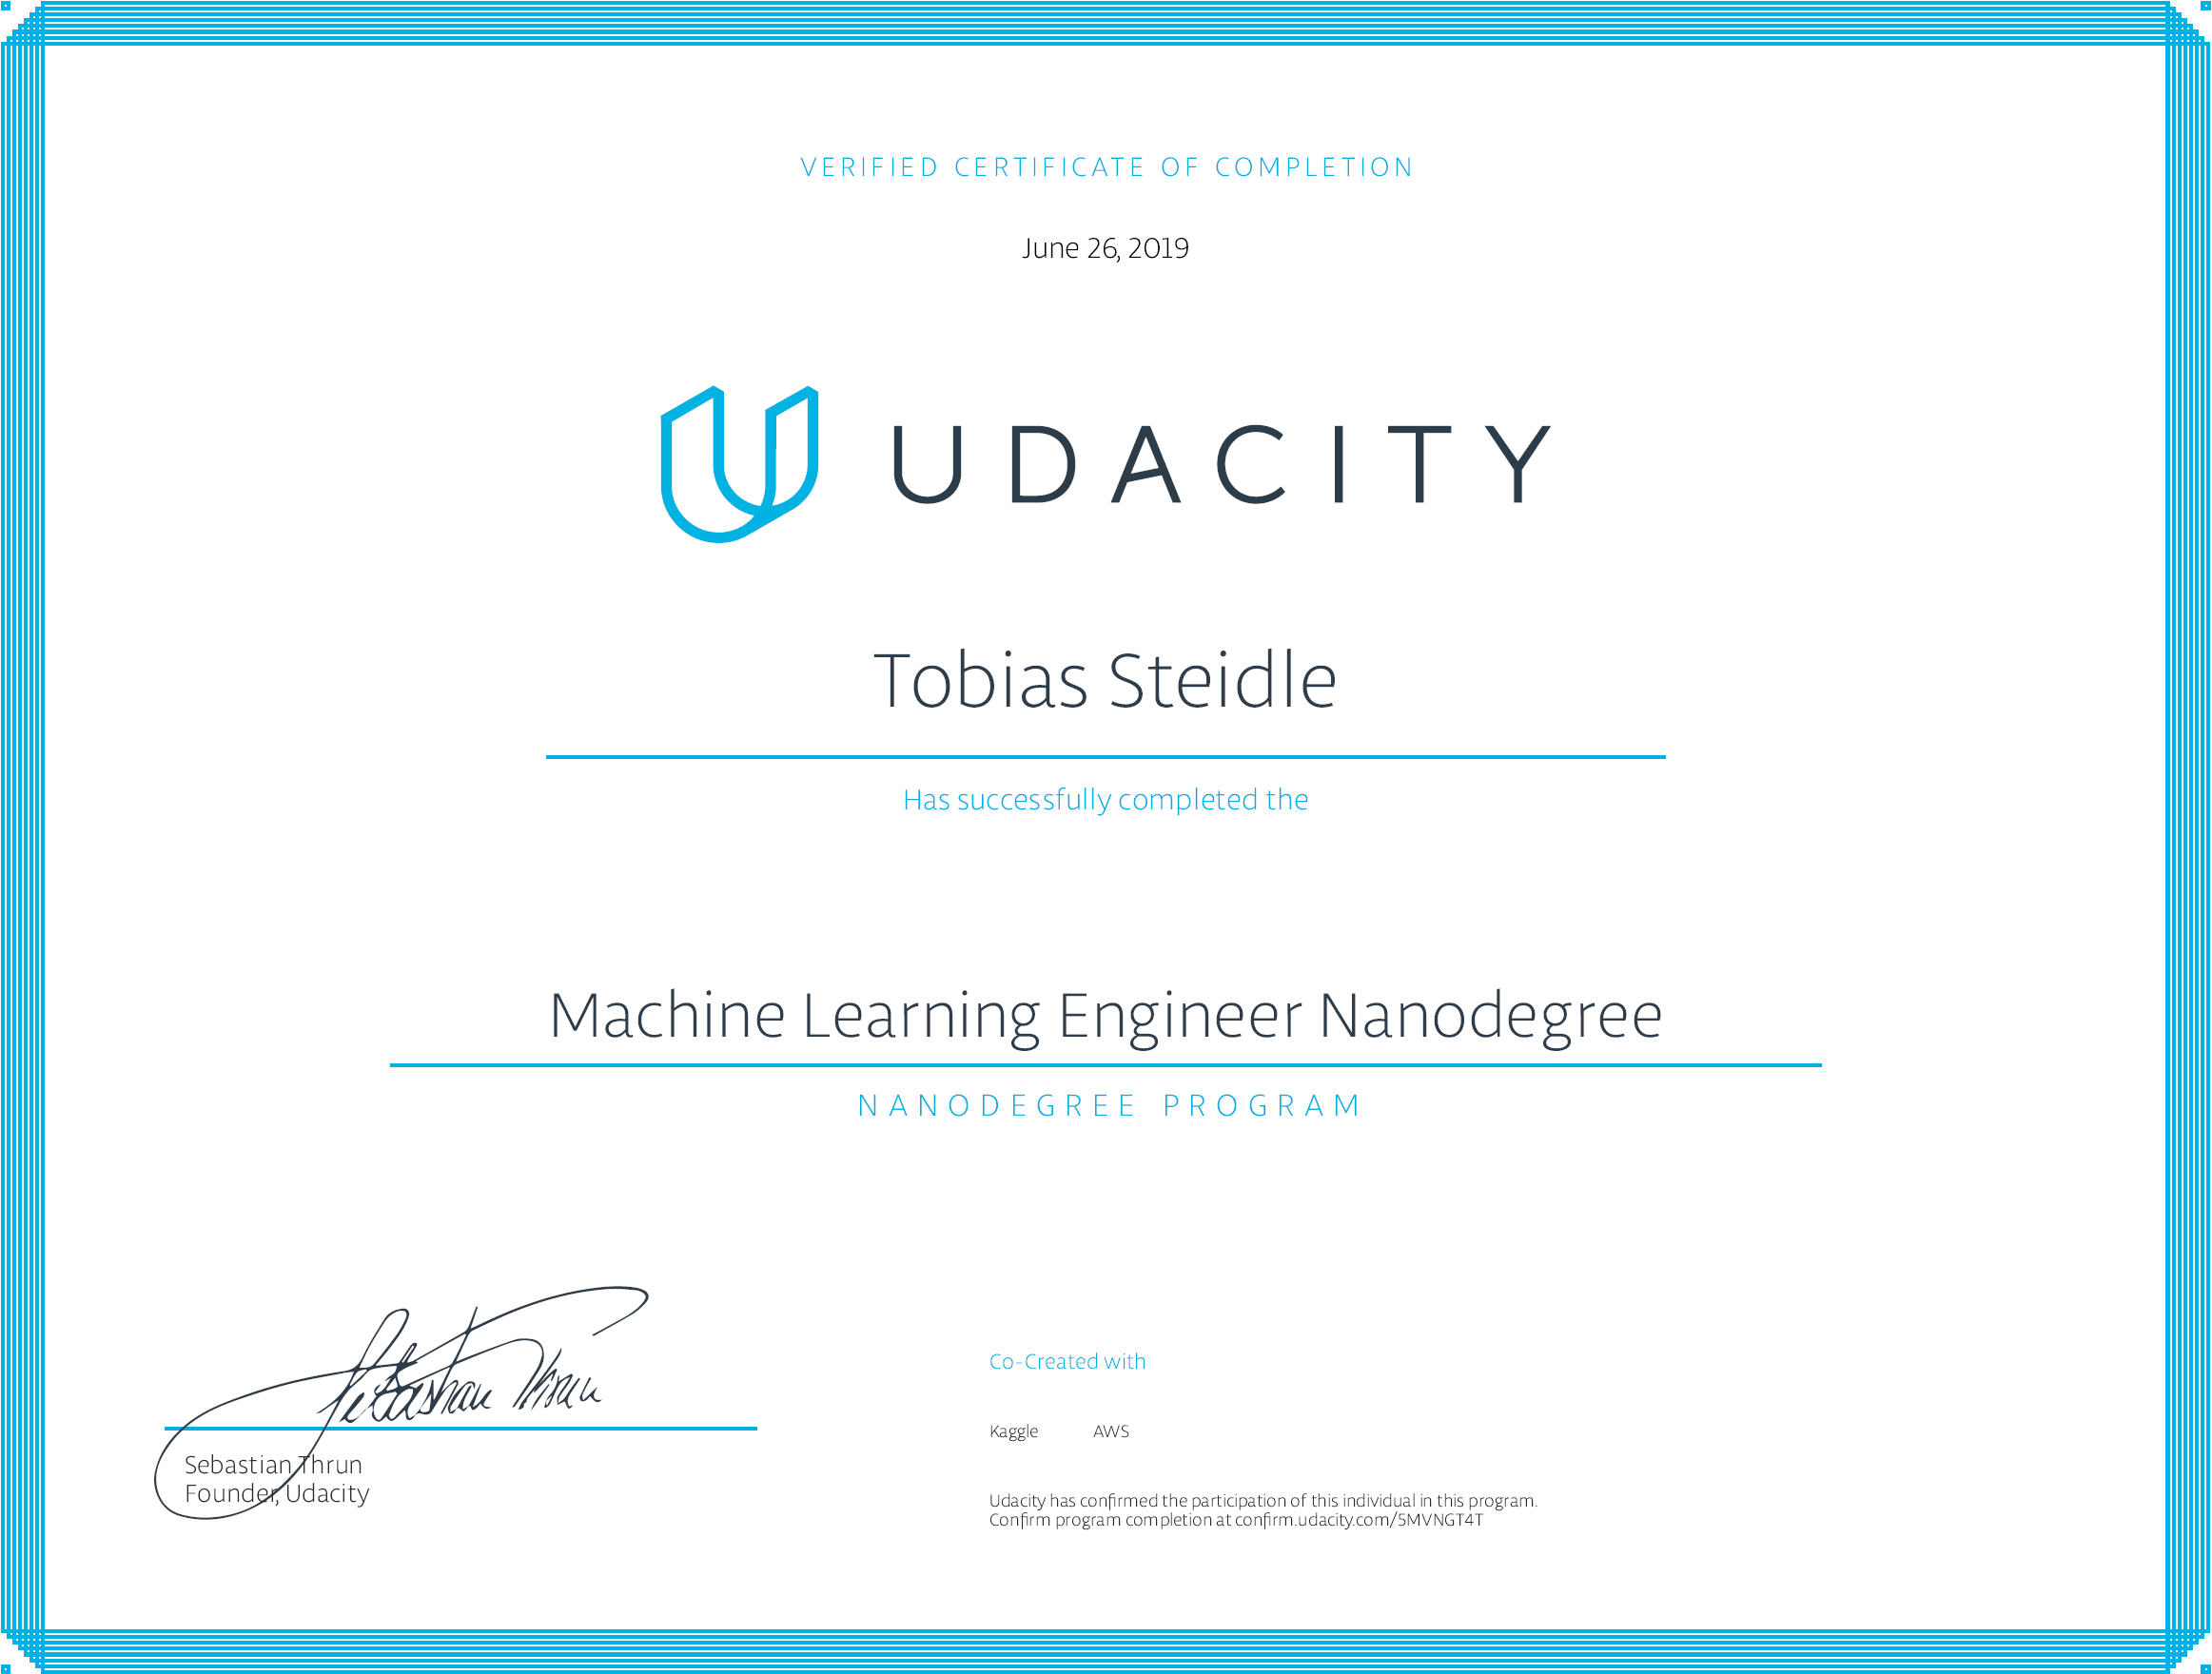 VERIFIED CERTIFICATE OF COMPLETION
June 26, 2019
UDACITY
Tobias Steidle
Has successfully completed the
Machine Learning Engineer Nanodegree
NANODEGREE PROGRAM
Sebastian Thrun
Sebastian Thrun
Founder, Udacity
Co-Created with
Kaggle AWS
Udacity has confirmed the participation of this individual in this program.
Confirm program completion at confirm.udacity.com/5MVNGT4T